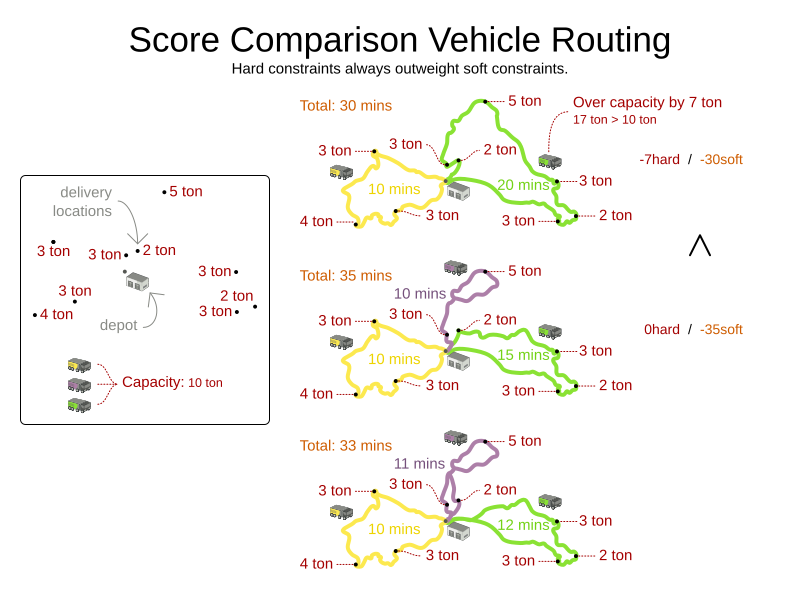 Score Comparison Vehicle Routing
Hard constraints always outweight soft constraints.
delivery
locations
5 ton
3 ton
3 ton
2 ton
3 ton
3 ton
2 ton
4 ton
3 ton
depot
Capacity: 10 ton
Total: 30 mins
5 ton
Over capacity by 7 ton
17 ton > 10 ton
3 ton
3 ton
2 ton
-7hard / -30soft
10 mins
20 mins
3 ton
4 ton
3 ton
3 ton
2 ton
<
Total: 35 mins
5 ton
10 mins
3 ton
3 ton
2 ton
0hard / -35soft
10 mins
15 mins
3 ton
4 ton
3 ton
3 ton
2 ton
Total: 33 mins
5 ton
11 mins
3 ton
3 ton
2 ton
10 mins
12 mins
3 ton
4 ton
3 ton
3 ton
2 ton